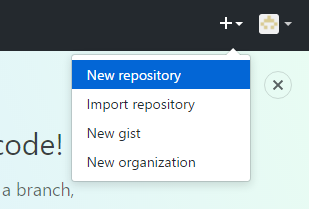 New repository
Import repository
New gist
New organization
code!
a branch,